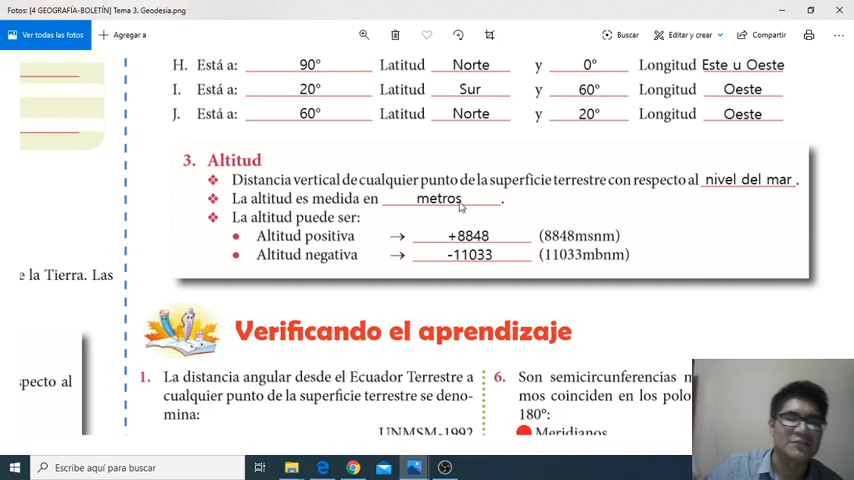 Fotos: [4 GEOGRAFÍA-BOLETÍN] Tema 3. Geodesia.png
Ver todas las fotos
Agregar a
Buscar
Editar y crear
Compartir
H. Está a: 90° Latitud Norte y 0° Longitud Este u Oeste
I. Está a: 20° Latitud Sur y 60° Longitud Oeste
J. Está a: 60° Latitud Norte y 20° Longitud Oeste
3. Altitud
Distancia vertical de cualquier punto de la superficie terrestre con respecto al nivel del mar.
La altitud es medida en metros.
La altitud puede ser:
Altitud positiva → +8848 (8848msnm)
Altitud negativa → -11033 (11033mbnm)
e la Tierra. Las
Verificando el aprendizaje
specto al
1. La distancia angular desde el Ecuador Terrestre a
cualquier punto de la superficie terrestre se deno-
mina:
UNMSM-1992
6. Son semicircunferencias
mos coinciden en los polo
180°:
Meridianos
Escribe aquí para buscar